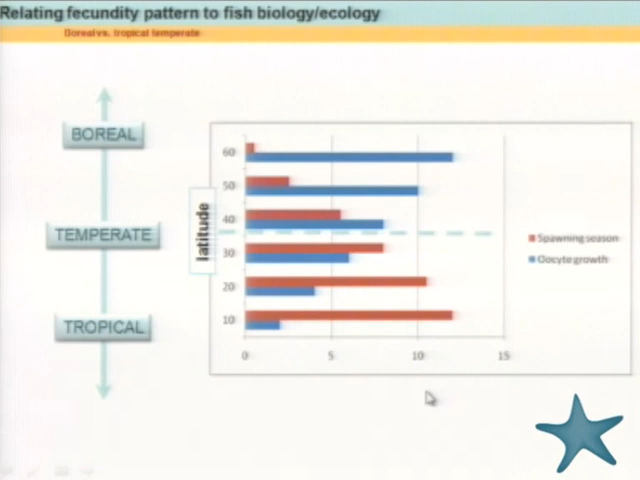 Relating fecundity pattern to fish biology/ecology
Boreal vs. tropical temperate
BOREAL
TEMPERATE
TROPICAL
latitude
60
50
40
30
20
10
0 5 10 15
Spawning season
Oocyte growth